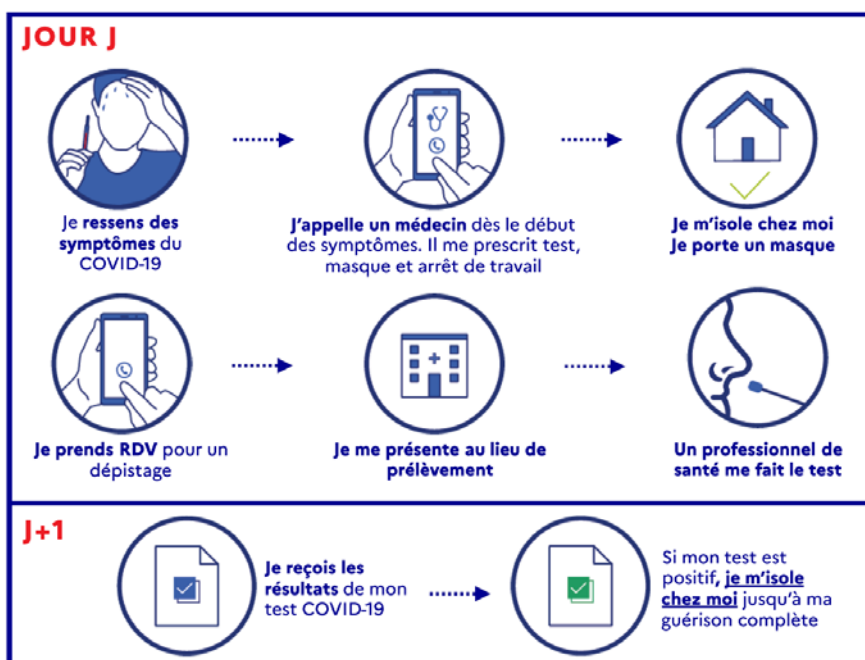 JOUR J
Je ressens des
symptômes du
COVID-19
J'appelle un médecin dès le début
des symptômes. Il me prescrit test,
masque et arrêt de travail
Je m'isole chez moi
Je porte un masque
Je prends RDV pour un
dépistage
Je me présente au lieu de
prélèvement
Un professionnel de
santé me fait le test
J+1
Je reçois les
résultats de mon
test COVID-19
Si mon test est
positif, je m'isole
chez moi jusqu'à ma
guérison complète